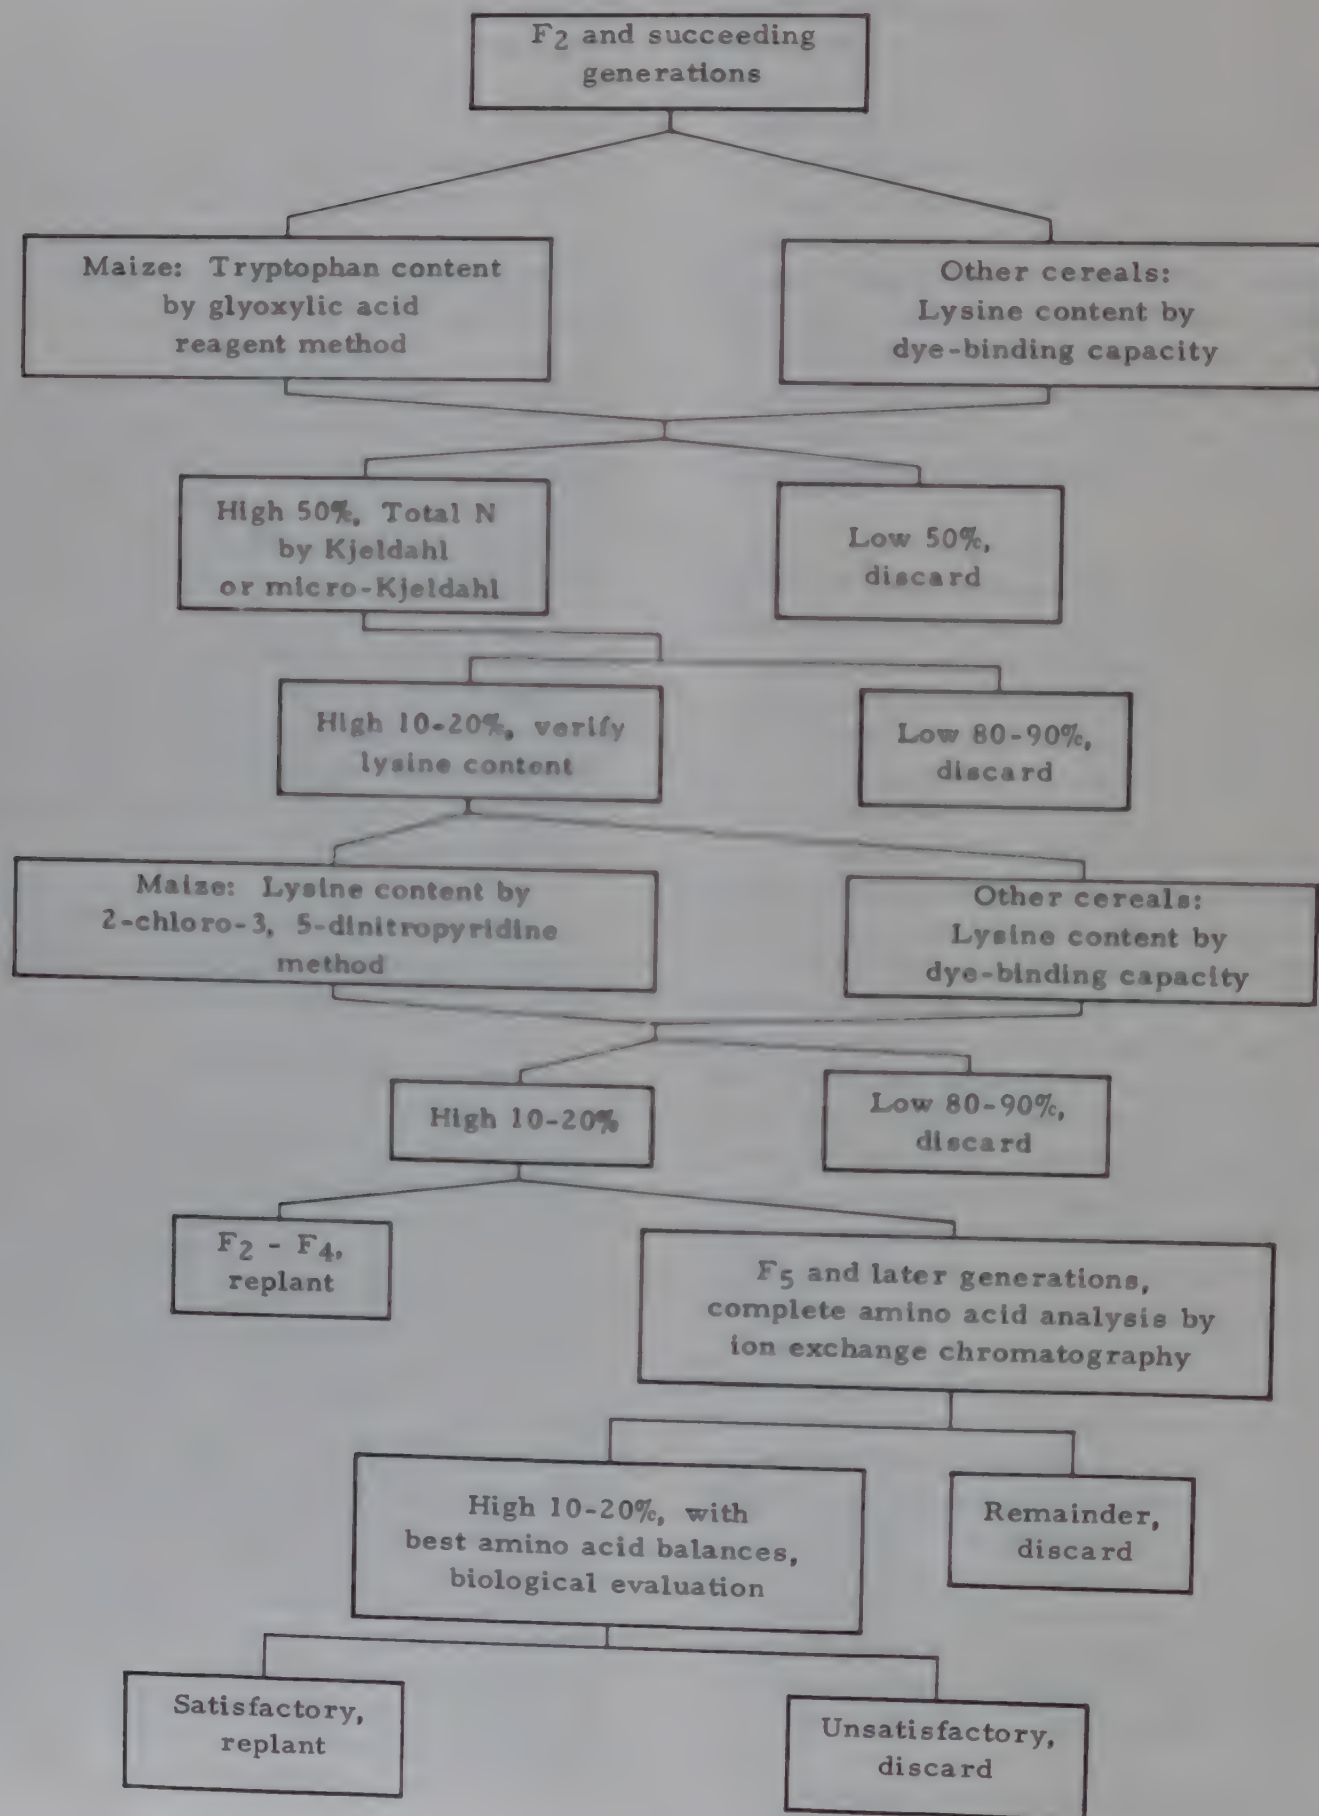 F2 and succeeding
generations
Maize: Tryptophan content
by glyoxylic acid
reagent method
Other cereals:
Lysine content by
dye-binding capacity
High 50%, Total N
by Kjeldahl
or micro-Kjeldahl
Low 50%,
discard
High 10-20%, verify
lysine content
Low 80-90%,
discard
Maize: Lysine content by
2-chloro-3, 5-dinitropyridine
method
Other cereals:
Lysine content by
dye-binding capacity
High 10-20%
Low 80-90%,
discard
F2 - F4,
replant
F5 and later generations,
complete amino acid analysis by
ion exchange chromatography
High 10-20%, with
best amino acid balances,
biological evaluation
Remainder,
discard
Satisfactory,
replant
Unsatisfactory,
discard